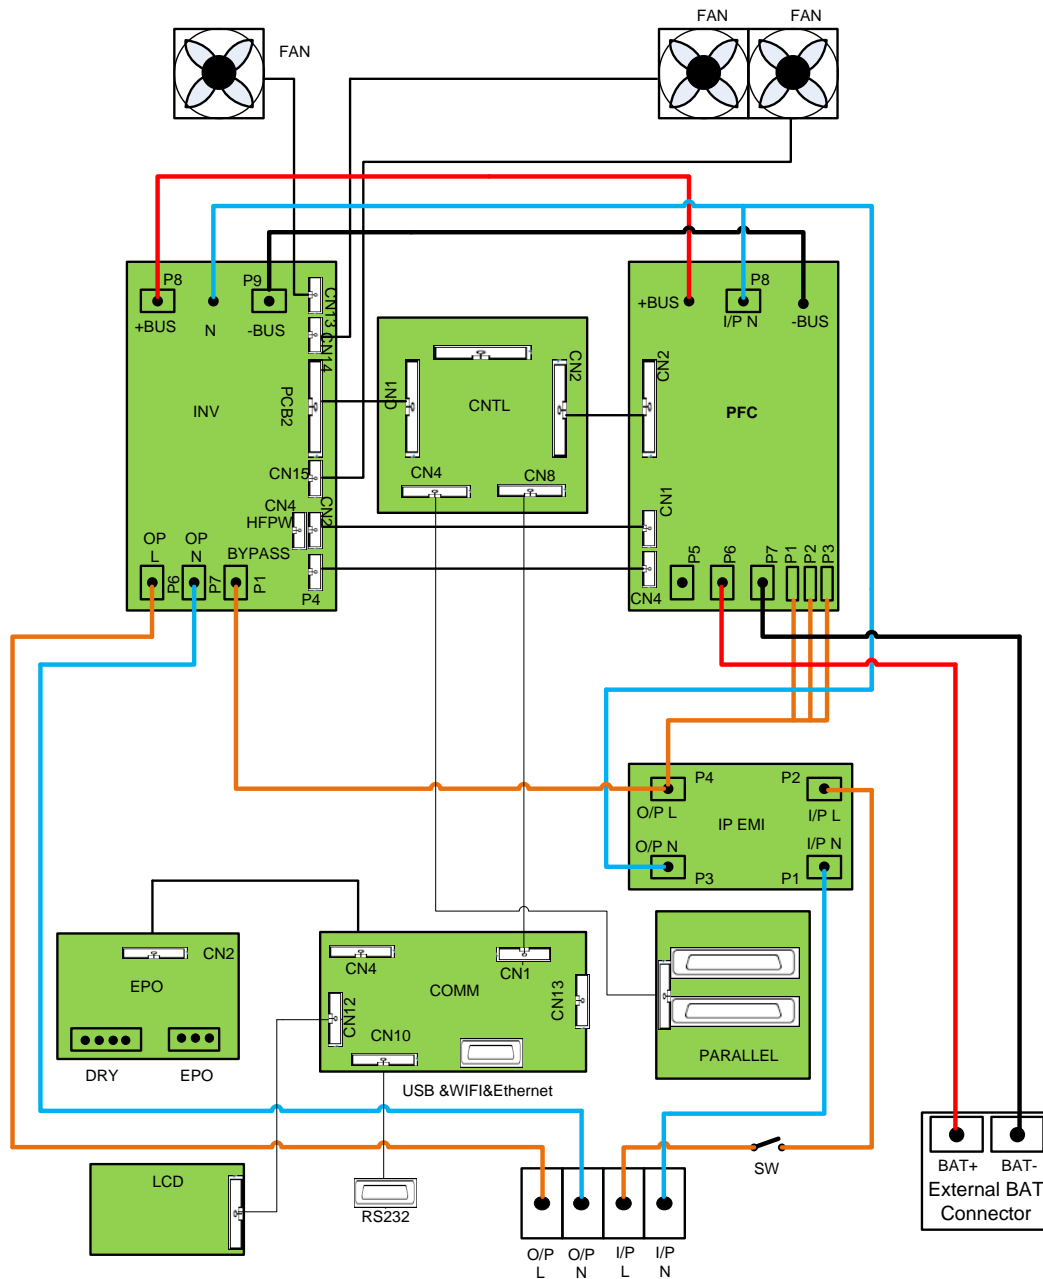 FAN
FAN
FAN
P8
P9
+BUS
N
-BUS
CN13
CN14
INV
PCB2
CN15
CN4
HFPW
CN2
OP
L
OP
N
BYPASS
P6
P7
P1
P4
CN1
CNTL
CN2
CN4
CN8
+BUS
P8
I/P N
-BUS
CN2
PFC
CN1
CN4
P5
P6
P7
P1
P2
P3
P4
P2
O/P L
IP EMI
I/P L
O/P N
I/P N
P3
P1
CN2
EPO
DRY
EPO
CN4
CN1
COMM
CN12
CN13
CN10
USB &WIFI&Ethernet
PARALLEL
LCD
RS232
SW
O/P
L
O/P
N
I/P
L
I/P
N
BAT+
BAT-
External BAT
Connector